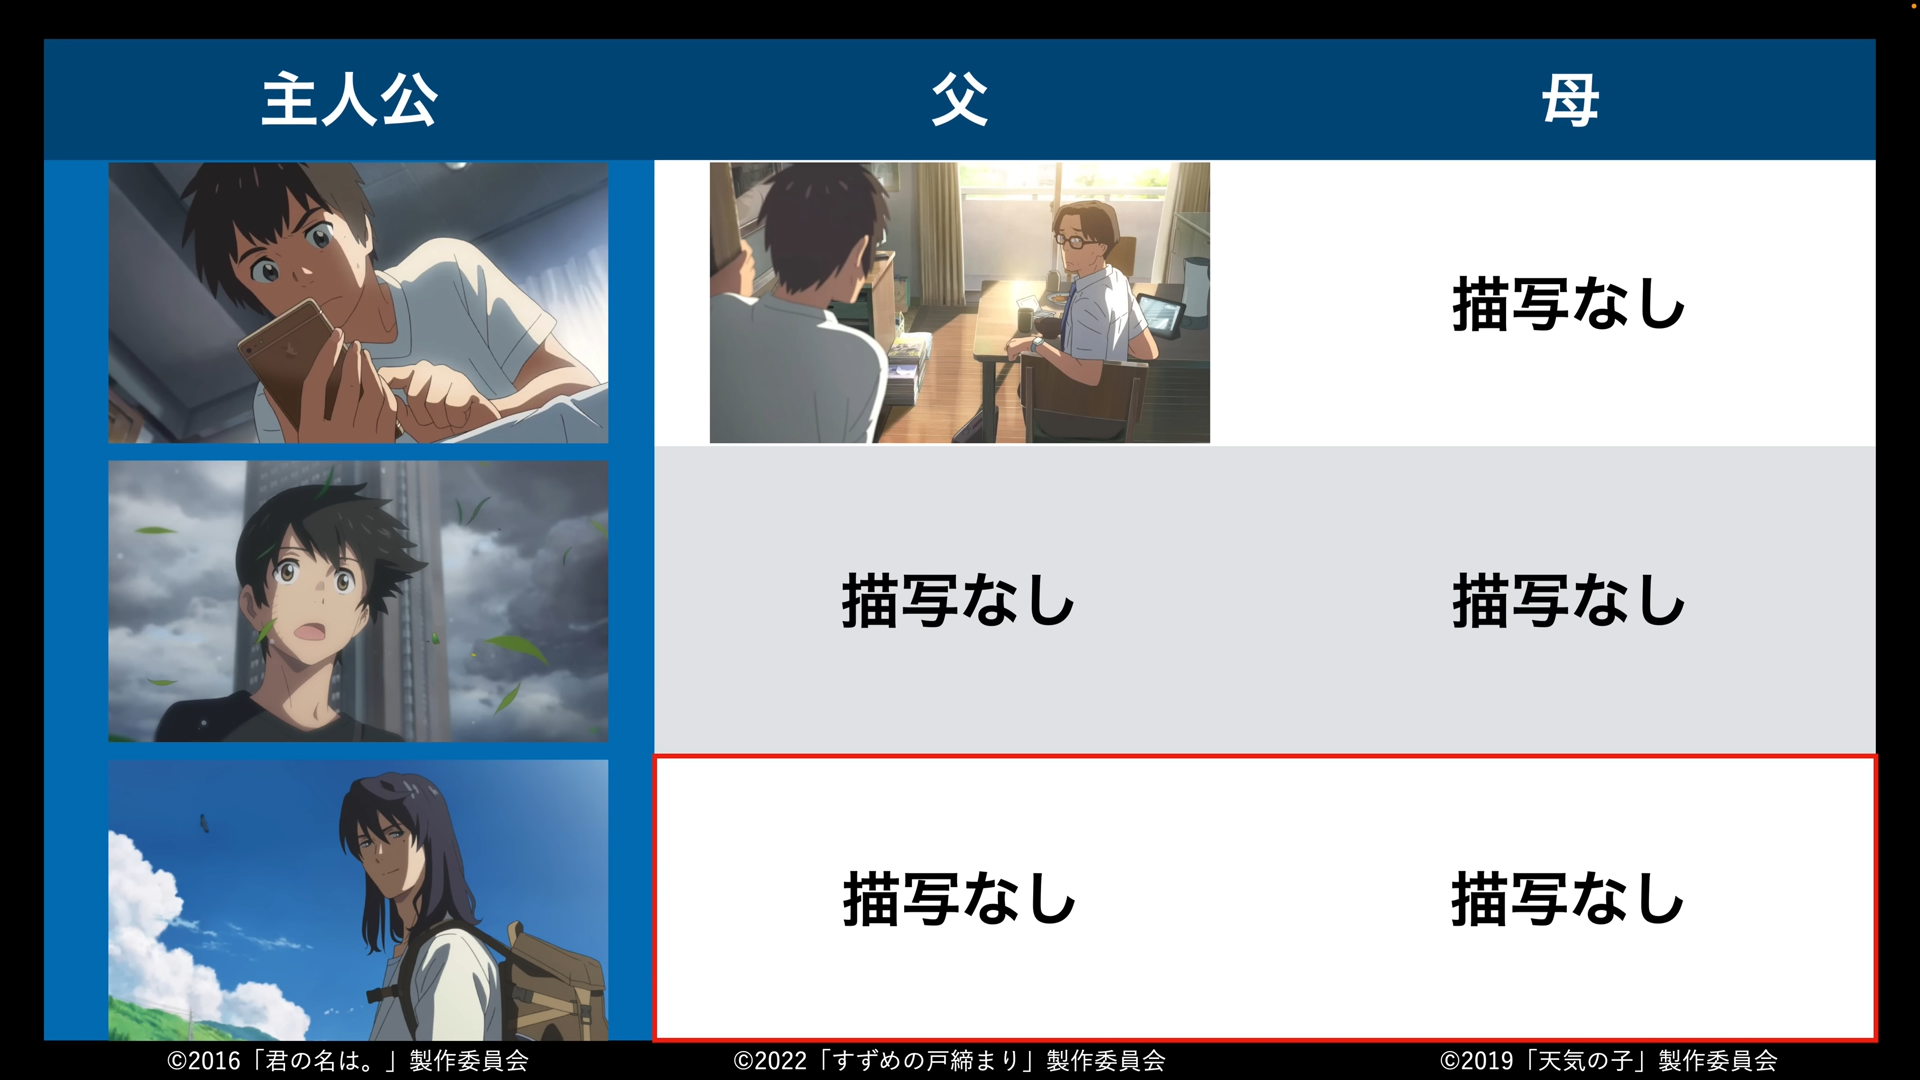 主人公 父 母
描写なし
描写なし 描写なし
描写なし 描写なし
©2016「君の名は。」製作委員会 ©2022「すずめの戸締まり」製作委員会 ©2019「天気の子」製作委員会